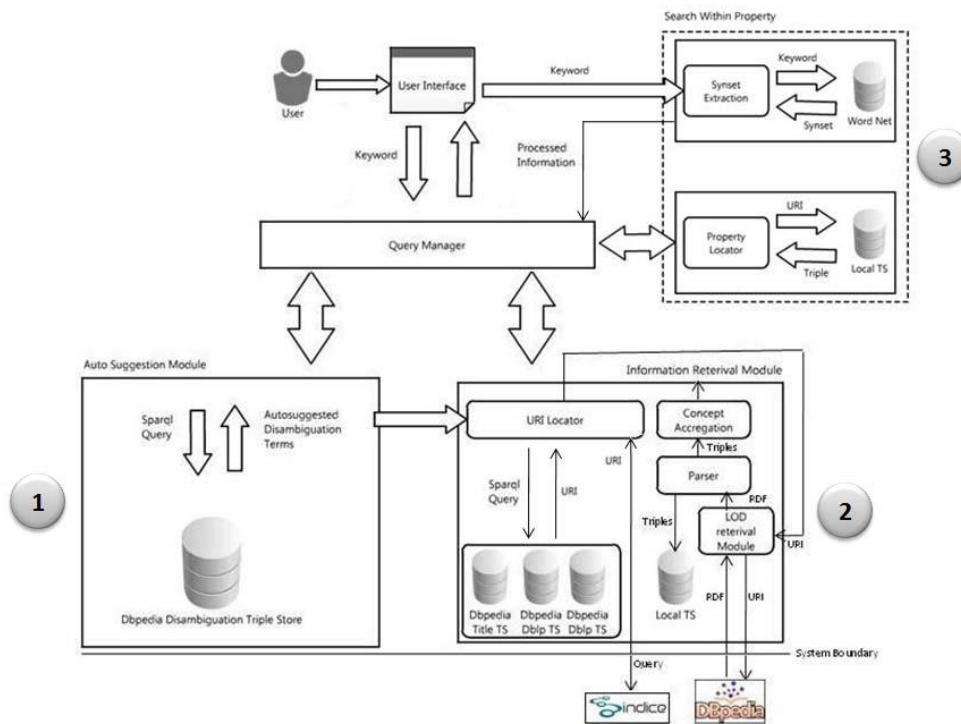 Search Within Property
User
User Interface
Keyword
Synset
Extraction
Keyword
Synset
Word Net
Keyword
Processed
Information
3
Query Manager
Property
Locator
URI
Triple
Local TS
Auto Suggestion Module
Sparql
Query
Autosuggested
Disambiguation
Terms
1
Dbpedia Disambiguation Triple Store
Information Reterival Module
URI Locator
Concept
Accregation
Triples
URI
Parser
Sparql
Query
URI
RDF
2
LOD
reterival
Module
URI
Triples
Dbpedia
Title TS
Dbpedia
Dblp TS
Dbpedia
Dblp TS
Local TS
RDF
URI
System Boundary
Query
sindice
DBpedia